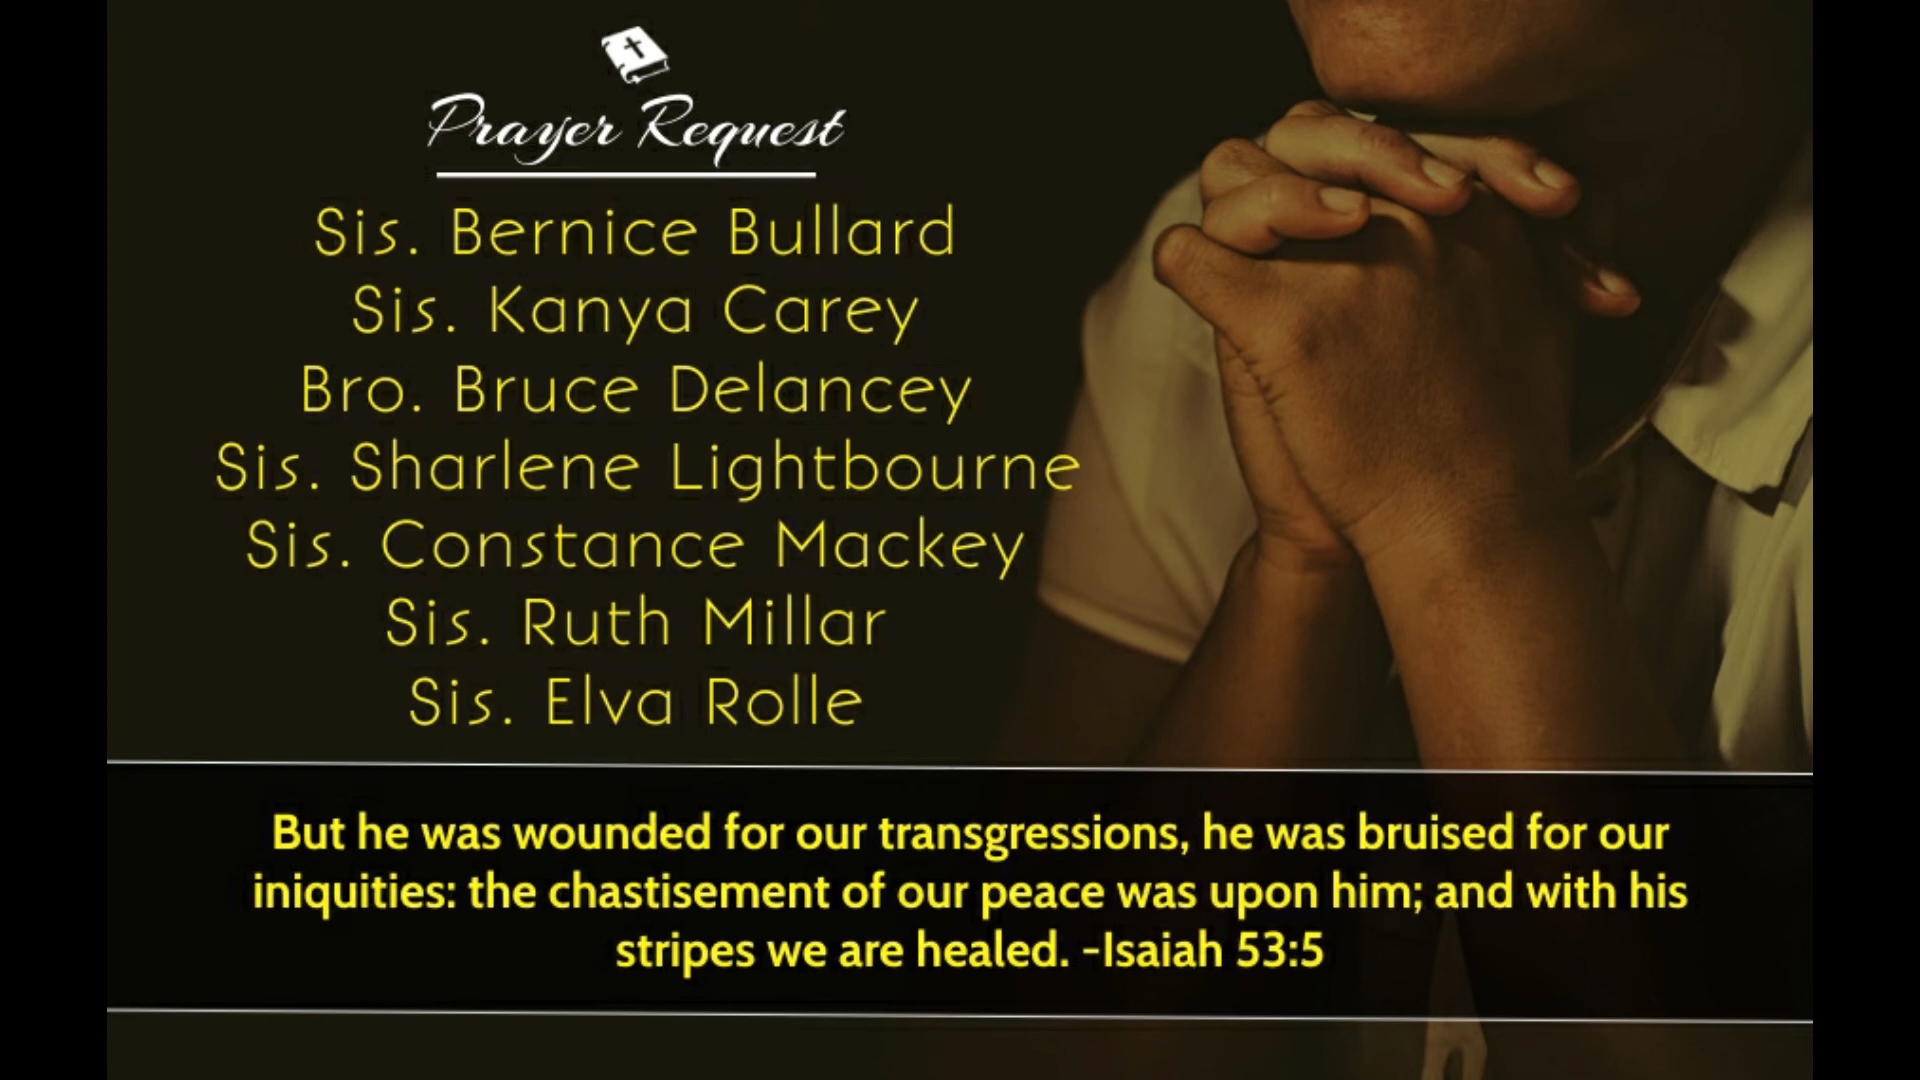 Prayer Request
Sis. Bernice Bullard
Sis. Kanya Carey
Bro. Bruce Delancey
Sis. Sharlene Lightbourne
Sis. Constance Mackey
Sis. Ruth Millar
Sis. Elva Rolle
But he was wounded for our transgressions, he was bruised for our
iniquities: the chastisement of our peace was upon him; and with his
stripes we are healed. -Isaiah 53:5